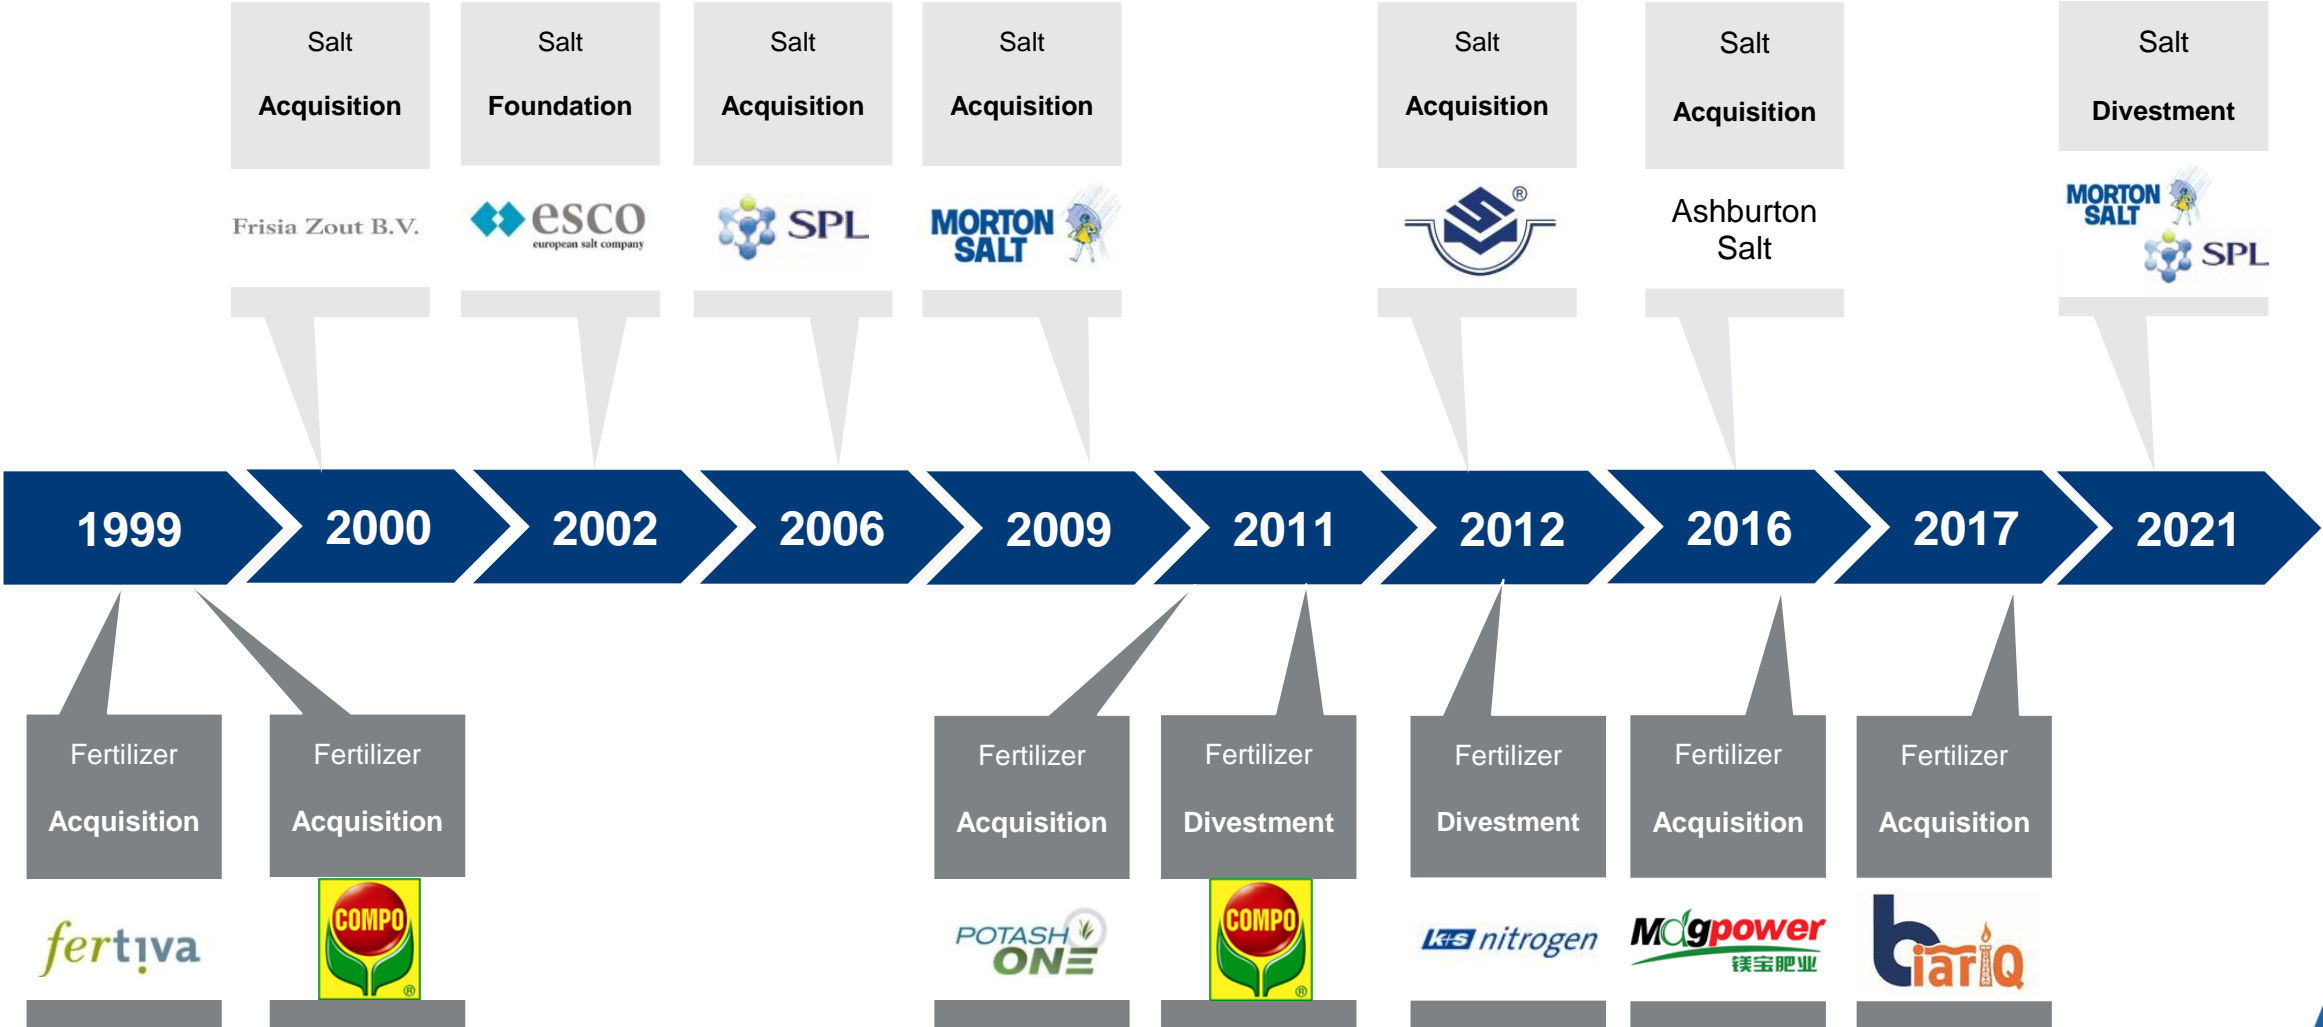 Salt
Acquisition
Frisia Zout B.V.
Salt
Foundation
esco
european salt company
Salt
Acquisition
SPL
Salt
Acquisition
MORTON
SALT
Salt
Acquisition
®
Salt
Acquisition
Ashburton
Salt
Salt
Divestment
MORTON
SALT
SPL
1999
2000
2002
2006
2009
2011
2012
2016
2017
2021
Fertilizer
Acquisition
fertiva
Fertilizer
Acquisition
COMPO
®
Fertilizer
Acquisition
POTASH
ONE
Fertilizer
Divestment
COMPO
®
Fertilizer
Divestment
K+S nitrogen
Fertilizer
Acquisition
Magpower
镁宝肥业
Fertilizer
Acquisition
biariQ